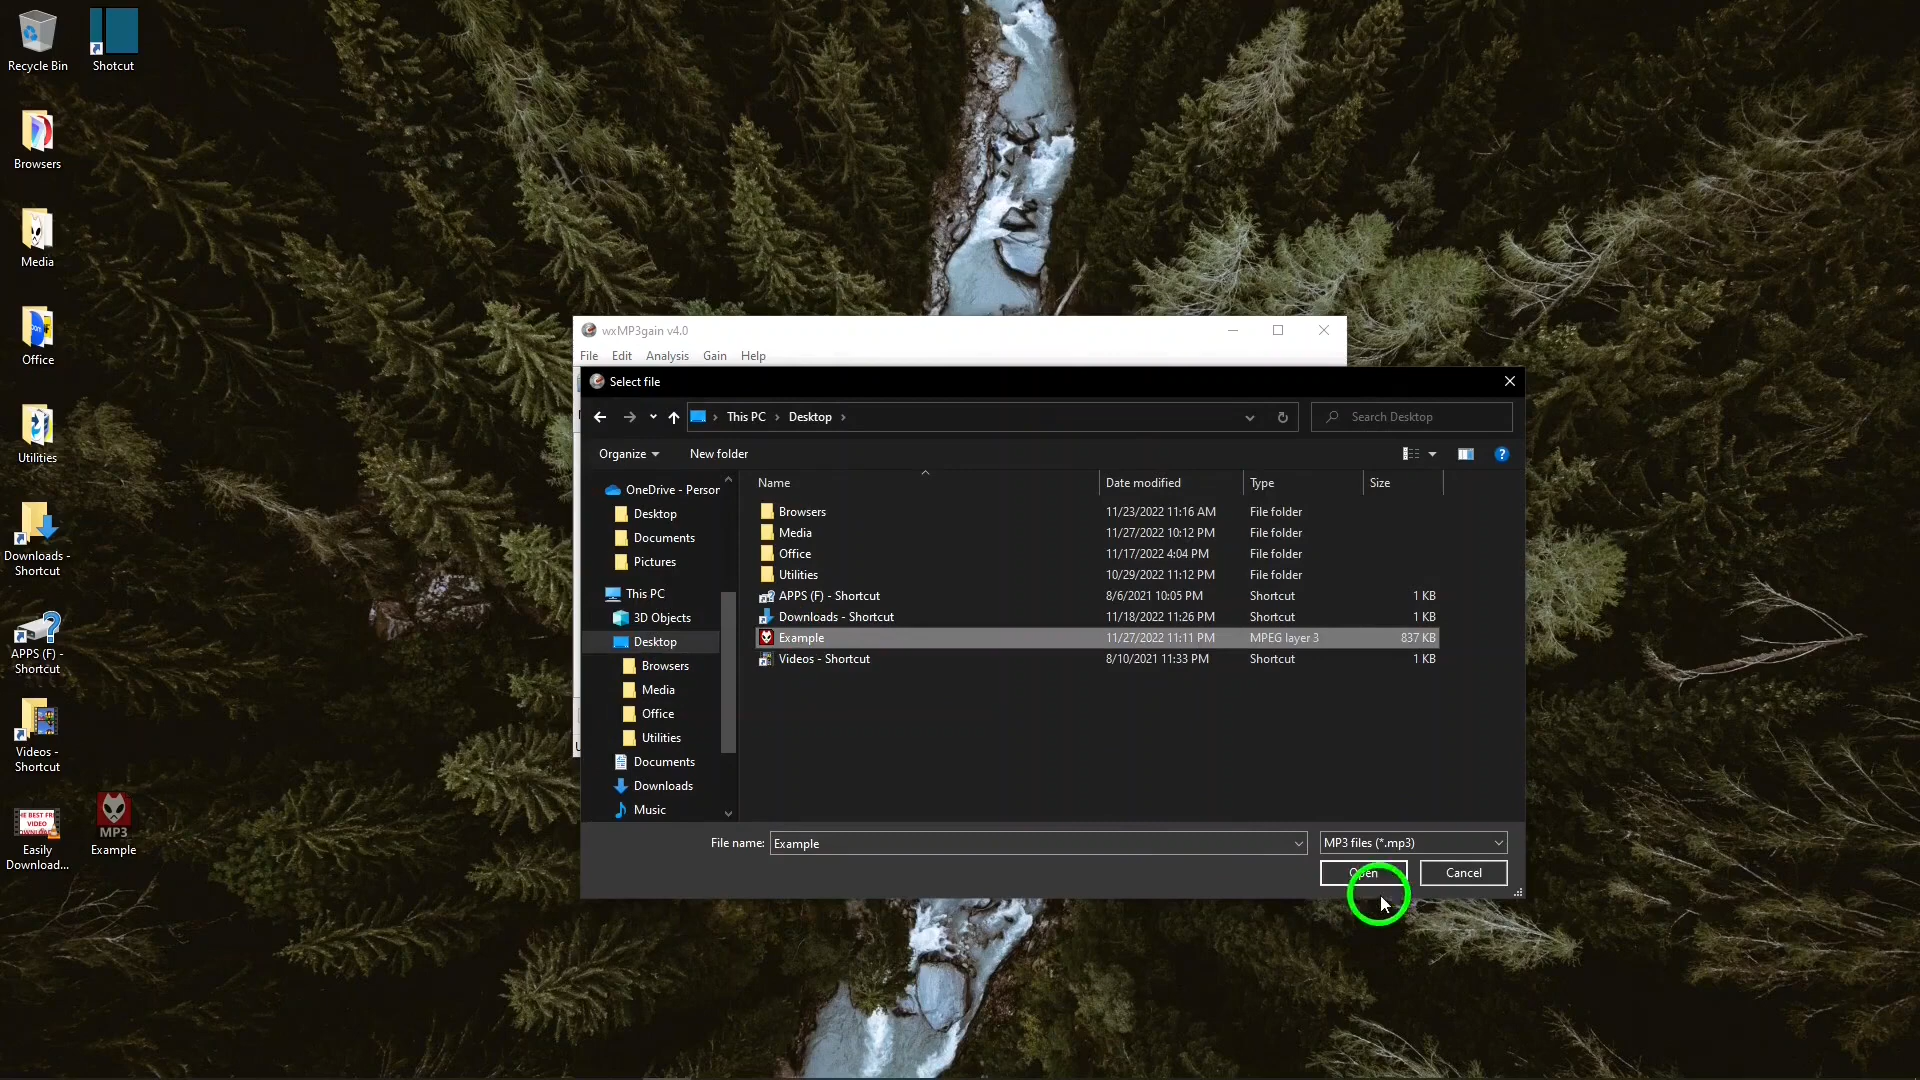 Recycle Bin
Shotcut
Browsers
Media
Office
Utilities
Downloads -
Shortcut
APPS (F) -
Shortcut
Videos -
Shortcut
Easily
Download...
MP3
Example
wxMP3gain v4.0
File Edit Analysis Gain Help
Select file
This PC > Desktop >
Search Desktop
Organize New folder
OneDrive - Person
Desktop
Documents
Pictures
This PC
3D Objects
Desktop
Browsers
Media
Office
Utilities
Documents
Downloads
Music
Name Date modified Type Size
Browsers 11/23/2022 11:16 AM File folder
Media 11/27/2022 10:12 PM File folder
Office 11/17/2022 4:04 PM File folder
Utilities 10/29/2022 11:12 PM File folder
APPS (F) - Shortcut 8/6/2021 10:05 PM Shortcut 1 KB
Downloads - Shortcut 11/18/2022 11:26 PM Shortcut 1 KB
Example 11/27/2022 11:11 PM MPEG layer 3 837 KB
Videos - Shortcut 8/10/2021 11:33 PM Shortcut 1 KB
File name: Example MP3 files (*.mp3)
Open Cancel